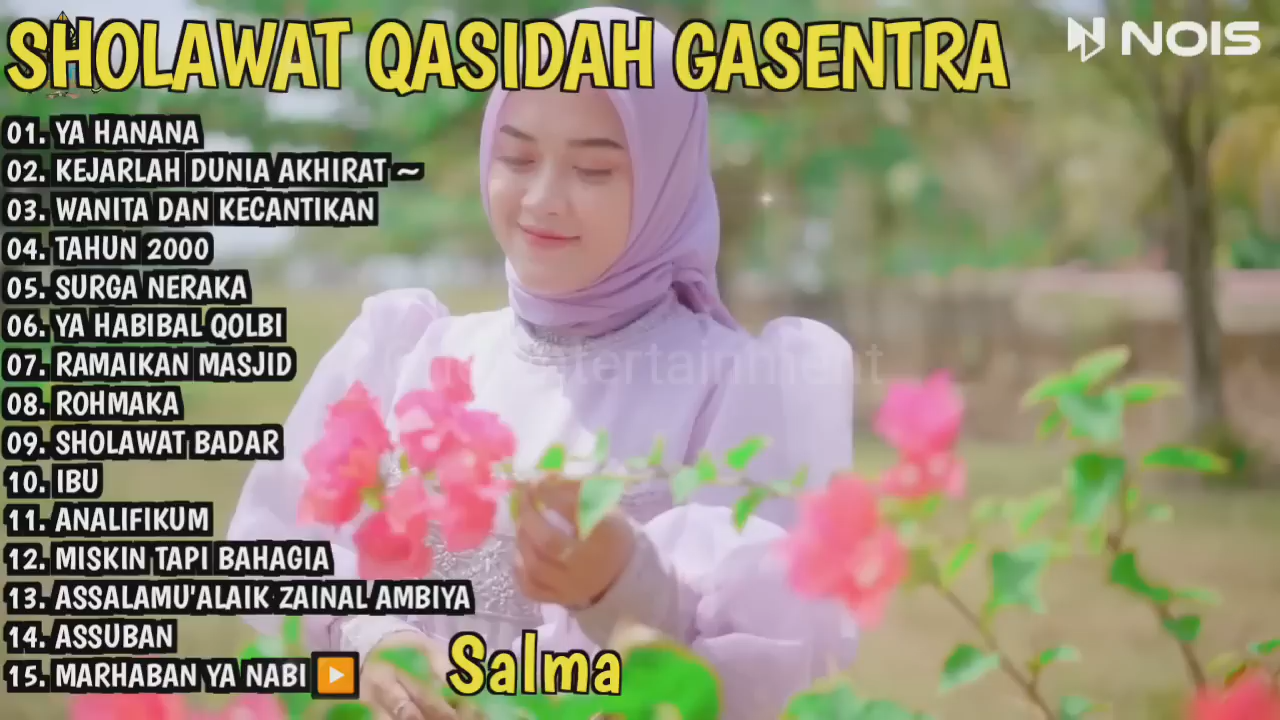 SHOLAWAT QASIDAH GASENTRA
NOIS
01. YA HANANA
02. KEJARLAH DUNIA AKHIRAT ~
03. WANITA DAN KECANTIKAN
04. TAHUN 2000
05. SURGA NERAKA
06. YA HABIBAL QOLBI
07. RAMAIKAN MASJID
08. ROHMAKA
09. SHOLAWAT BADAR
10. IBU
11. ANALIFIKUM
12. MISKIN TAPI BAHAGIA
13. ASSALAMU'ALAIK ZAINAL AMBIYA
14. ASSUBAN
15. MARHABAN YA NABI
Salma